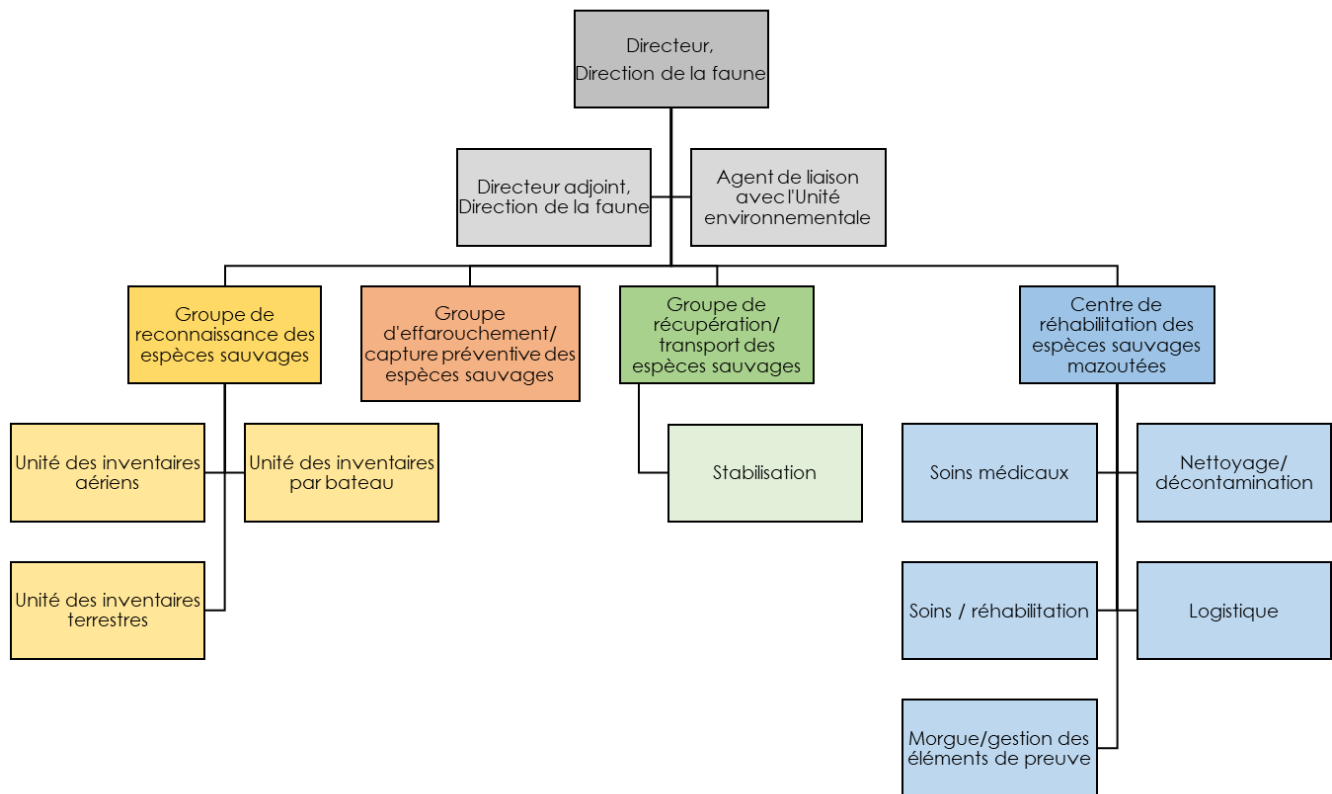 Directeur,
Direction de la faune
Directeur adjoint,
Direction de la faune
Agent de liaison
avec l'Unité
environnementale
Groupe de
reconnaissance des
espèces sauvages
Groupe
d'effarouchement/
capture préventive des
espèces sauvages
Groupe de
récupération/
transport des
espèces sauvages
Centre de
réhabilitation des
espèces sauvages
mazoutées
Unité des inventaires
aériens
Unité des inventaires
par bateau
Stabilisation
Soins médicaux
Nettoyage/
décontamination
Unité des inventaires
terrestres
Soins / réhabilitation
Logistique
Morgue/gestion des
éléments de preuve